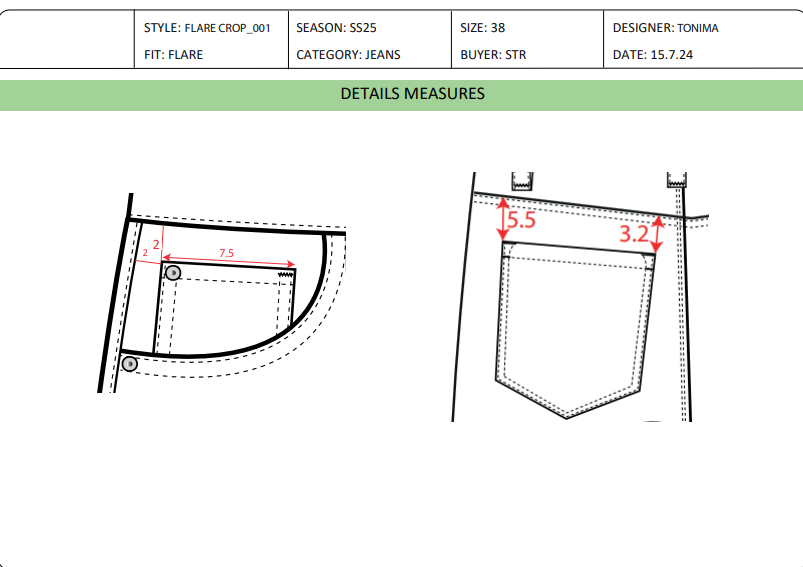 STYLE: FLARE CROP_001
SEASON: SS25
SIZE: 38
DESIGNER: TONIMA
FIT: FLARE
CATEGORY: JEANS
BUYER: STR
DATE: 15.7.24
DETAILS MEASURES
2
2
7.5
5.5
3.2